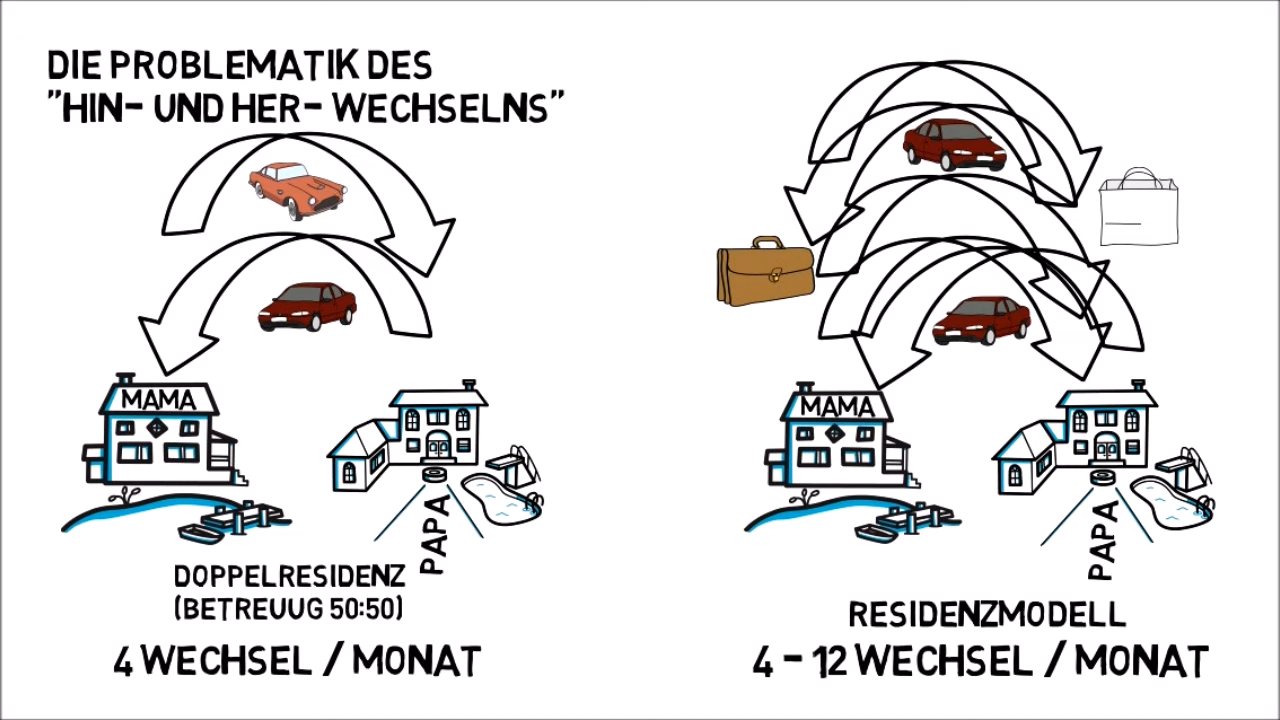 DIE PROBLEMATIK DES
"HIN- UND HER- WECHSELNS"
MAMA
PAPA
DOPPELRESIDENZ
(BETREUUG 50:50)
4 WECHSEL / MONAT
MAMA
PAPA
RESIDENZMODELL
4 - 12 WECHSEL / MONAT